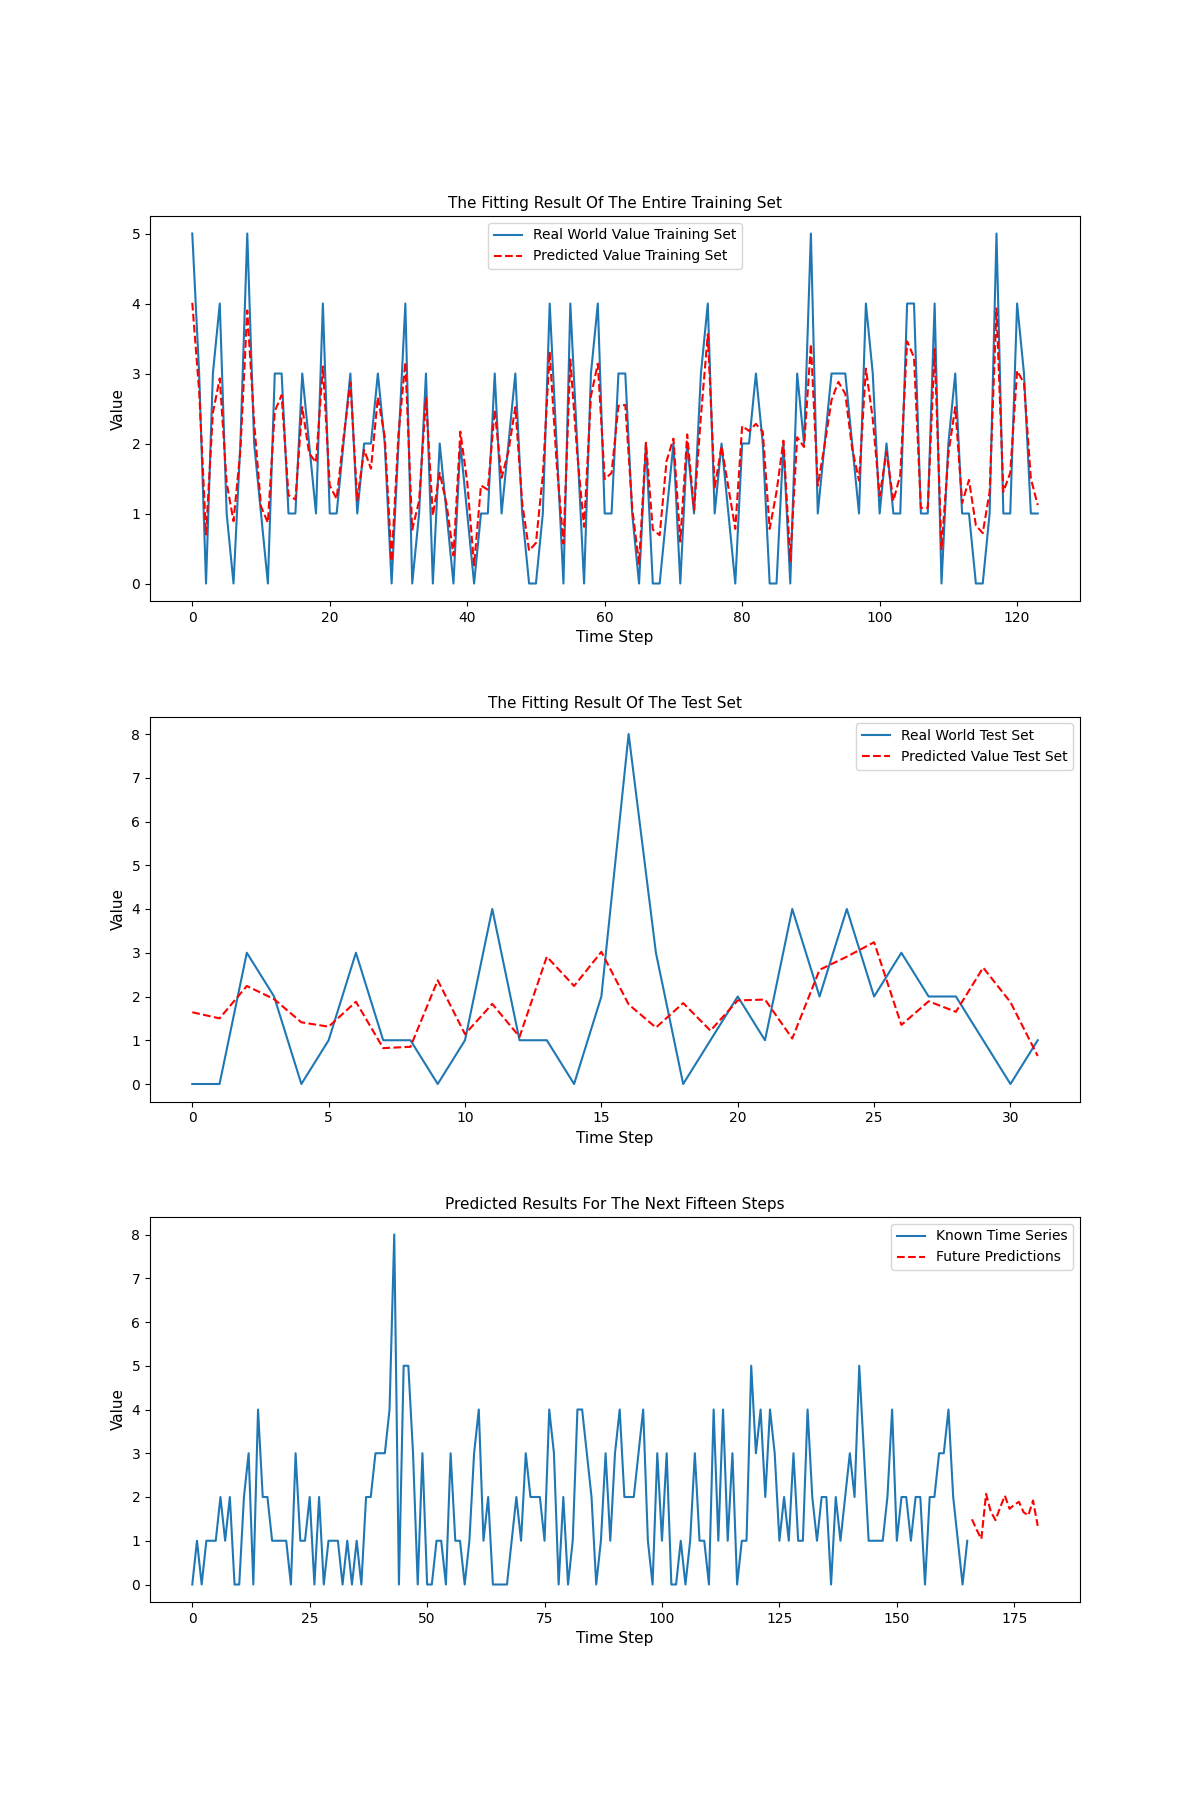 The Fitting Result Of The Entire Training Set
Real World Value Training Set
Predicted Value Training Set
5
4
3
2
1
0
Value
0 20 40 60 80 100 120
Time Step
The Fitting Result Of The Test Set
Real World Test Set
Predicted Value Test Set
8
7
6
5
4
3
2
1
0
Value
0 5 10 15 20 25 30
Time Step
Predicted Results For The Next Fifteen Steps
Known Time Series
Future Predictions
8
7
6
5
4
3
2
1
0
Value
0 25 50 75 100 125 150 175
Time Step